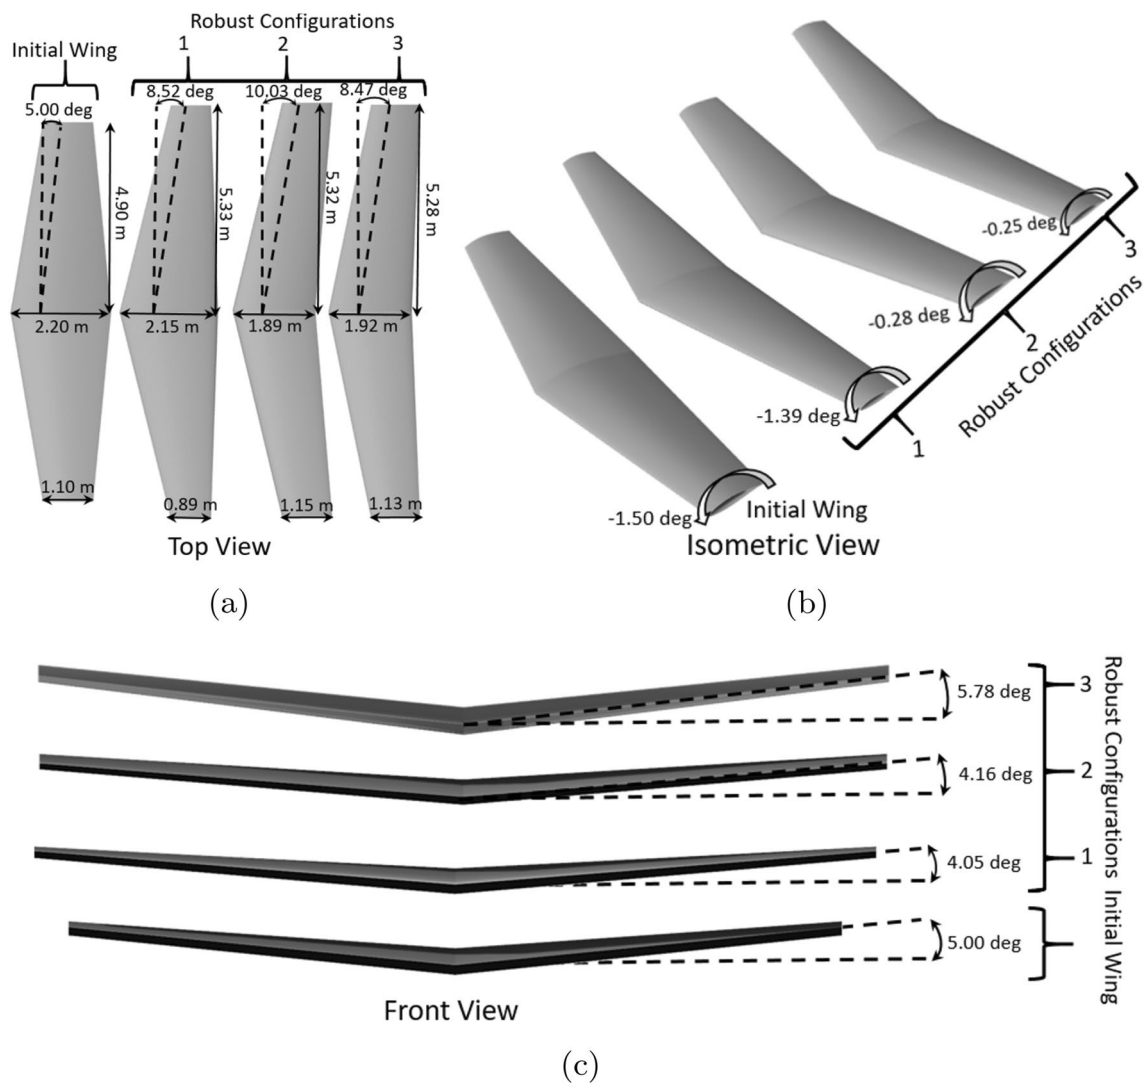 Robust Configurations
Initial Wing
1
2
3
5.00 deg
8.52 deg
10.03 deg
8.47 deg
4.90 m
5.33 m
5.32 m
5.28 m
2.20 m
2.15 m
1.89 m
1.92 m
1.10 m
0.89 m
1.15 m
1.13 m
Top View
(a)
-0.25 deg
3
-0.28 deg
2
Robust Configurations
-1.39 deg
1
-1.50 deg
Initial Wing
Isometric View
(b)
5.78 deg
3
4.16 deg
2
4.05 deg
1
5.00 deg
Robust Configurations
Initial Wing
Front View
(c)